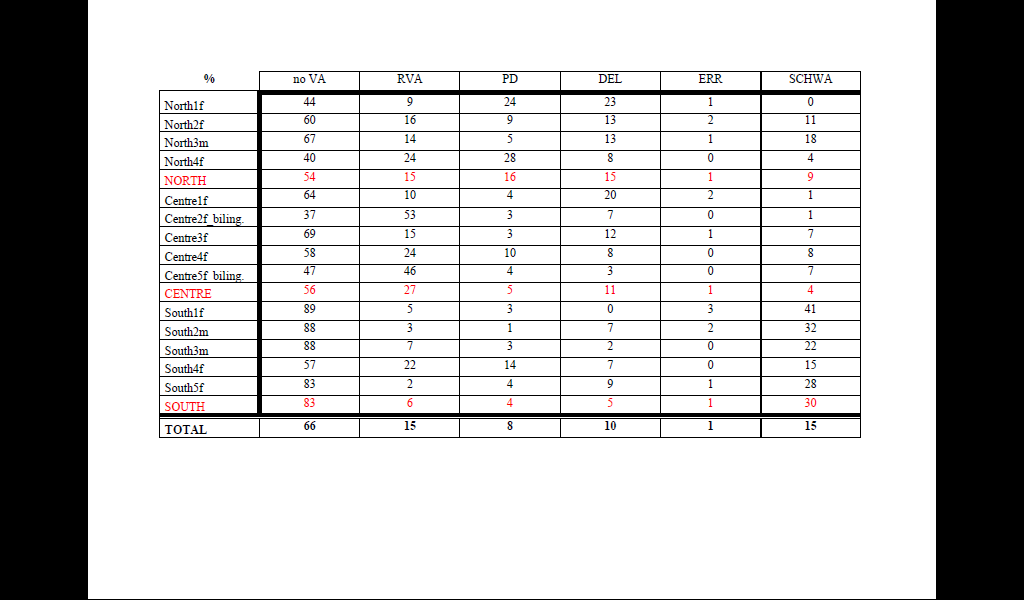 % no VA RVA PD DEL ERR SCHWA
North1f 44 9 24 23 1 0
North2f 60 16 9 13 2 11
North3m 67 14 5 13 1 18
North4f 40 24 28 8 0 4
NORTH 54 15 16 15 1 9
Centre1f 64 10 4 20 2 1
Centre2f_biling. 37 53 3 7 0 1
Centre3f 69 15 3 12 1 7
Centre4f 58 24 10 8 0 8
Centre5f_biling. 47 46 4 3 0 7
CENTRE 56 27 5 11 1 4
South1f 89 5 3 0 3 41
South2m 88 3 1 7 2 32
South3m 88 7 3 2 0 22
South4f 57 22 14 7 0 15
South5f 83 2 4 9 1 28
SOUTH 83 6 4 5 1 30
TOTAL 66 15 8 10 1 15